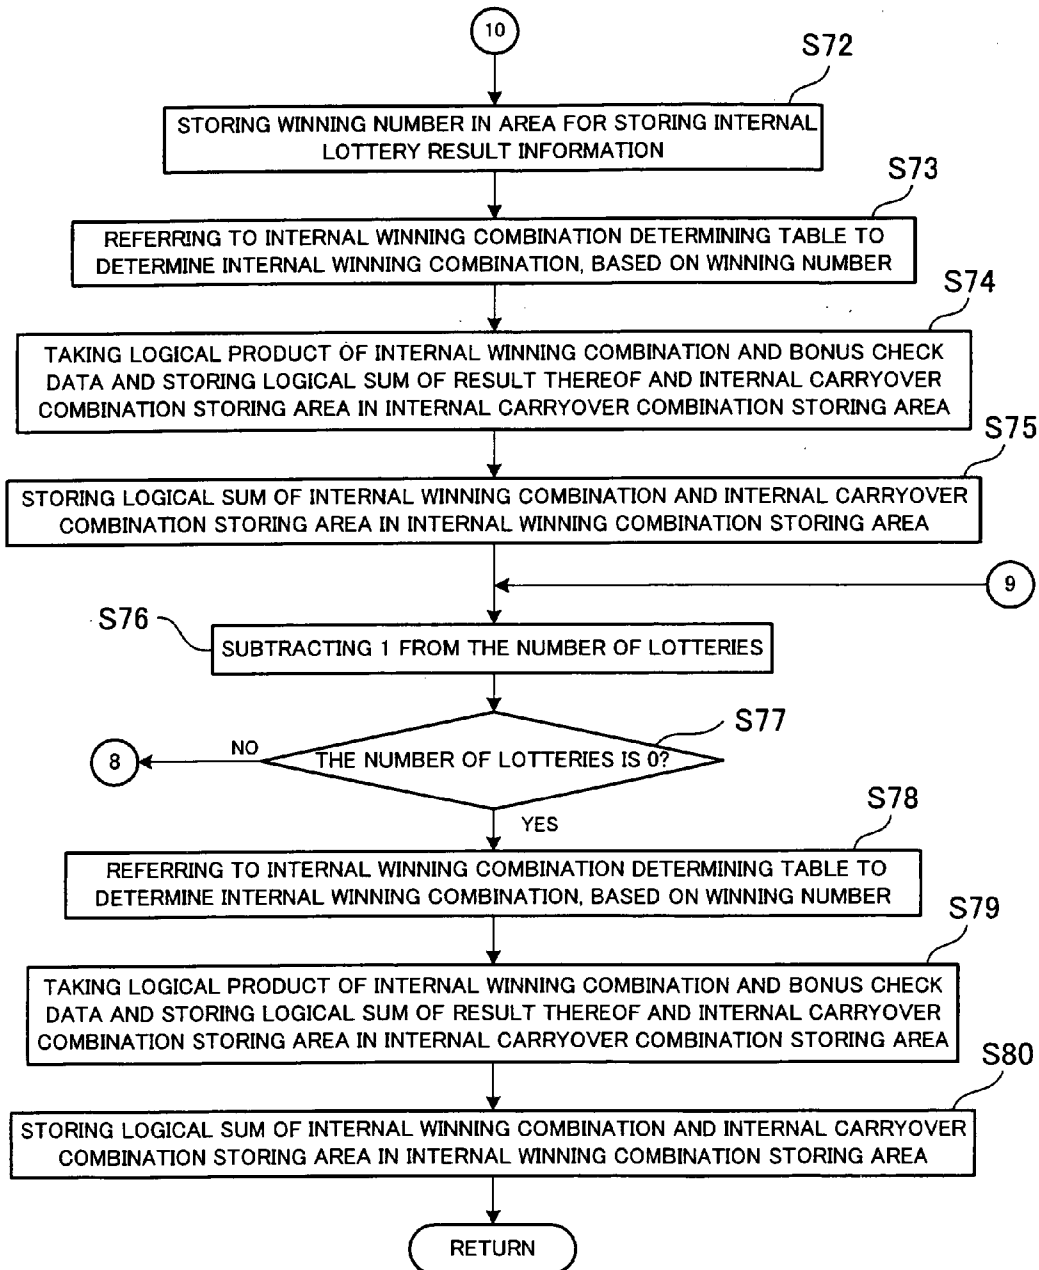 10
S72
STORING WINNING NUMBER IN AREA FOR STORING INTERNAL
LOTTERY RESULT INFORMATION
S73
REFERRING TO INTERNAL WINNING COMBINATION DETERMINING TABLE TO
DETERMINE INTERNAL WINNING COMBINATION, BASED ON WINNING NUMBER
S74
TAKING LOGICAL PRODUCT OF INTERNAL WINNING COMBINATION AND BONUS CHECK
DATA AND STORING LOGICAL SUM OF RESULT THEREOF AND INTERNAL CARRYOVER
COMBINATION STORING AREA IN INTERNAL CARRYOVER COMBINATION STORING AREA
S75
STORING LOGICAL SUM OF INTERNAL WINNING COMBINATION AND INTERNAL CARRYOVER
COMBINATION STORING AREA IN INTERNAL WINNING COMBINATION STORING AREA
9
S76
SUBTRACTING 1 FROM THE NUMBER OF LOTTERIES
S77
8
NO
THE NUMBER OF LOTTERIES IS 0?
YES
S78
REFERRING TO INTERNAL WINNING COMBINATION DETERMINING TABLE TO
DETERMINE INTERNAL WINNING COMBINATION, BASED ON WINNING NUMBER
S79
TAKING LOGICAL PRODUCT OF INTERNAL WINNING COMBINATION AND BONUS CHECK
DATA AND STORING LOGICAL SUM OF RESULT THEREOF AND INTERNAL CARRYOVER
COMBINATION STORING AREA IN INTERNAL CARRYOVER COMBINATION STORING AREA
S80
STORING LOGICAL SUM OF INTERNAL WINNING COMBINATION AND INTERNAL CARRYOVER
COMBINATION STORING AREA IN INTERNAL WINNING COMBINATION STORING AREA
RETURN